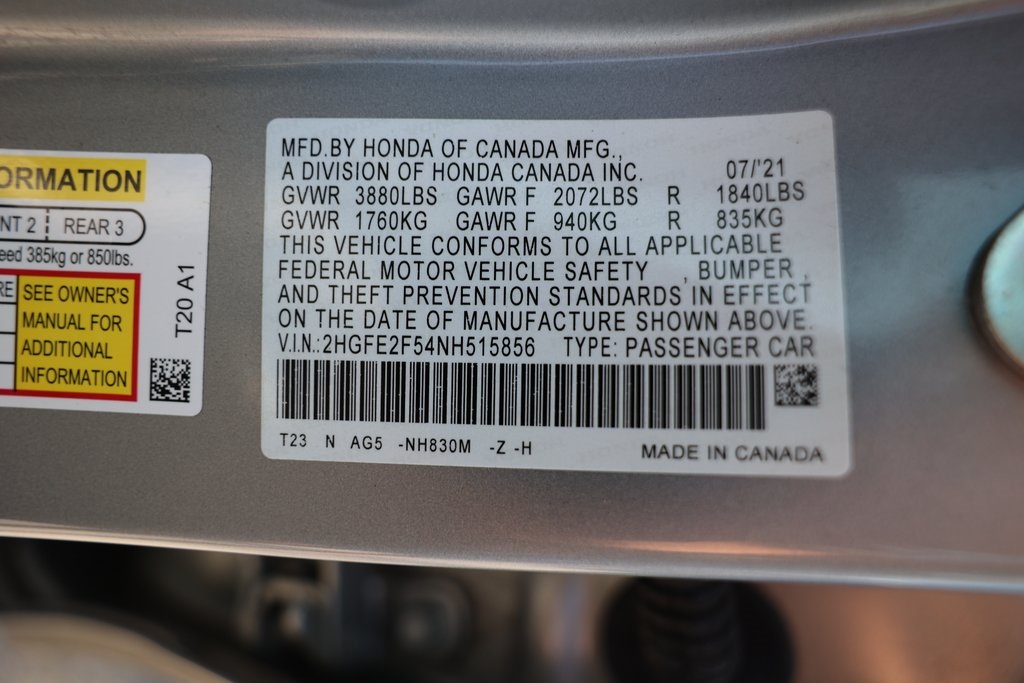 ORMATION
NT 2 REAR 3
eed 385kg or 850lbs.
RE
SEE OWNER'S
MANUAL FOR
ADDITIONAL
INFORMATION
T20 A1
MFD.BY HONDA OF CANADA MFG.,
A DIVISION OF HONDA CANADA INC. 07/'21
GVWR 3880LBS GAWR F 2072LBS R 1840LBS
GVWR 1760KG GAWR F 940KG R 835KG
THIS VEHICLE CONFORMS TO ALL APPLICABLE
FEDERAL MOTOR VEHICLE SAFETY , BUMPER ,
AND THEFT PREVENTION STANDARDS IN EFFECT
ON THE DATE OF MANUFACTURE SHOWN ABOVE.
V.I.N.:2HGFE2F54NH515856 TYPE: PASSENGER CAR
T23 N AG5 -NH830M -Z -H MADE IN CANADA